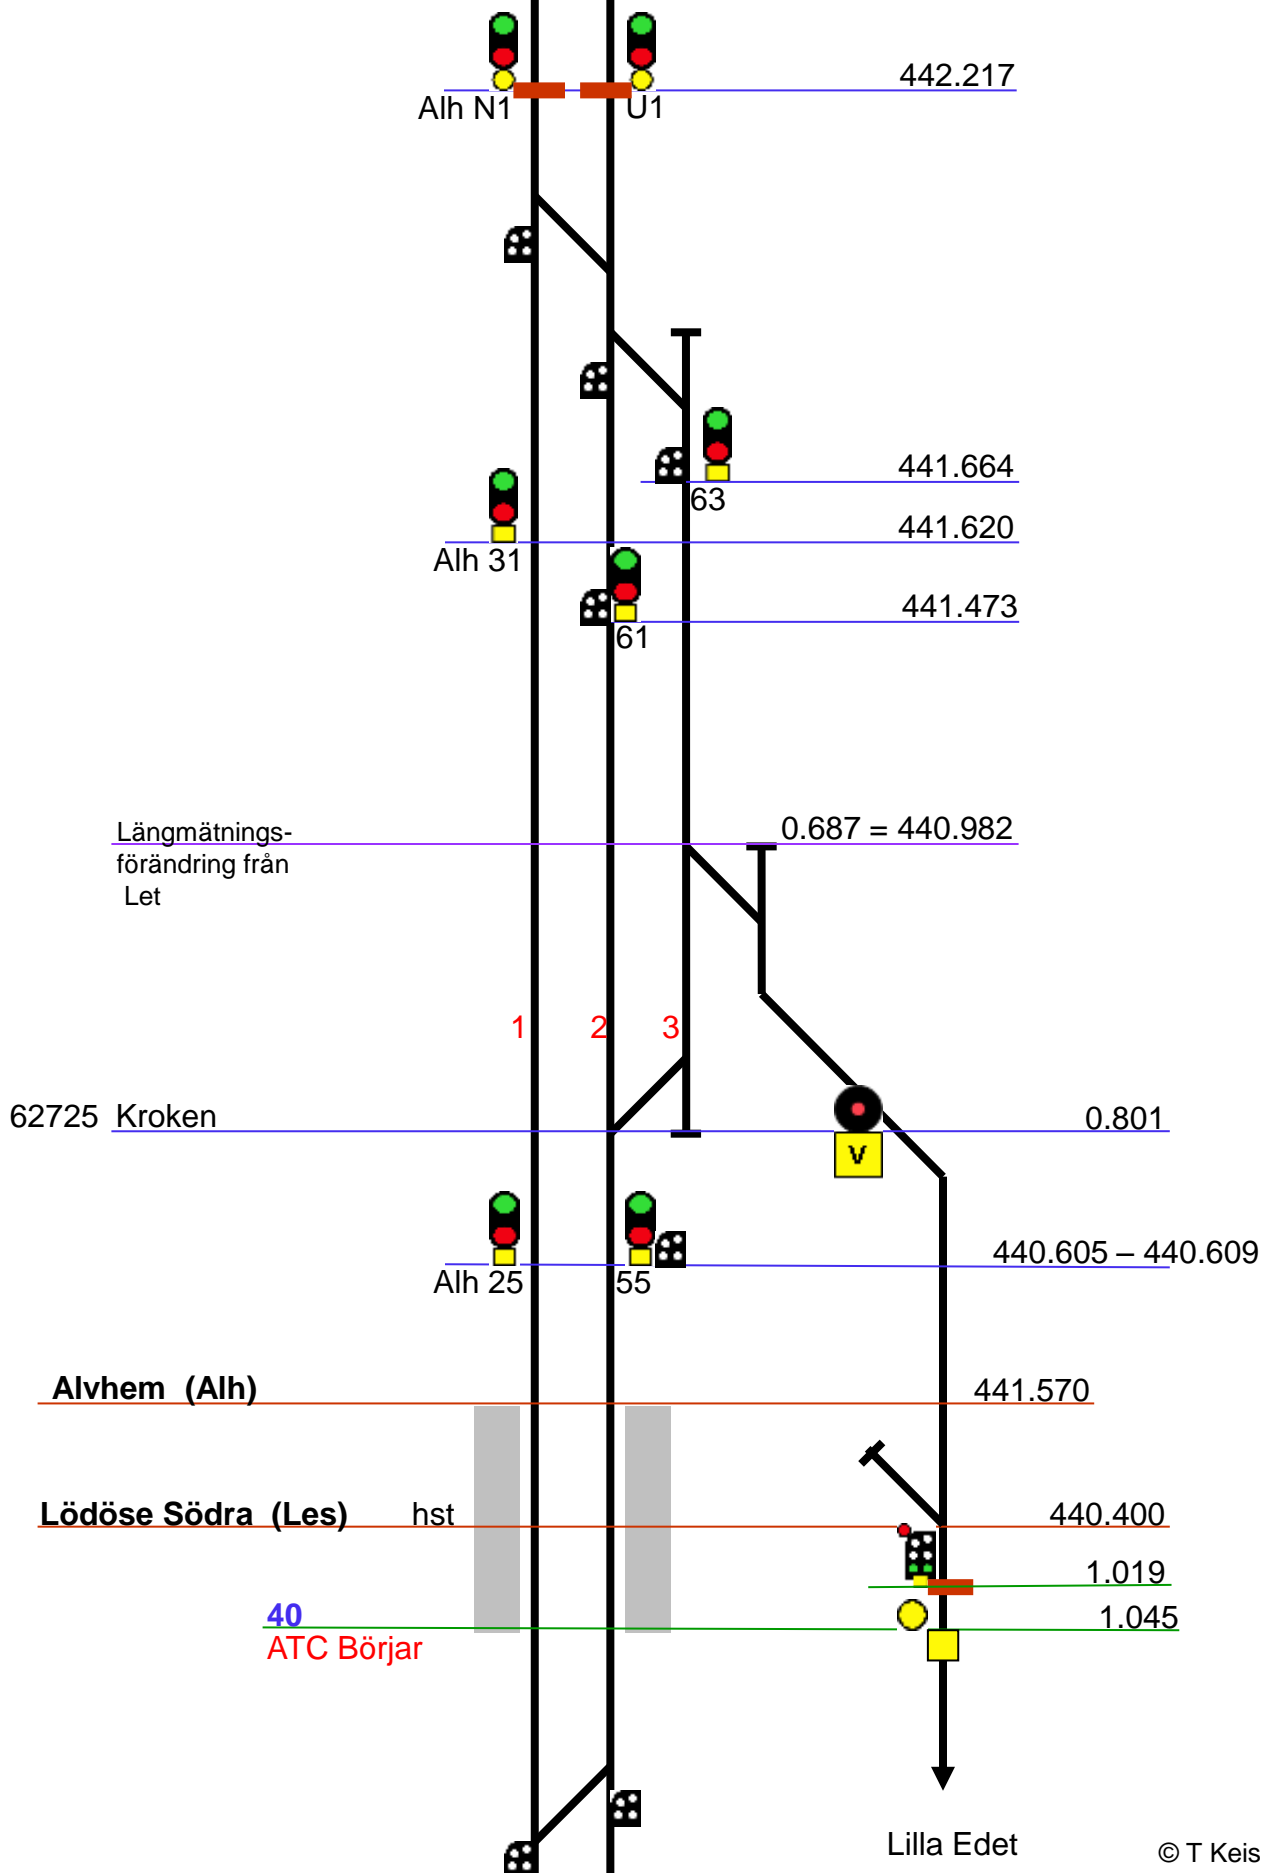 442.217
Alh N1
U1
441.664
63
441.620
Alh 31
441.473
61
0.687 = 440.982
Längmätnings-
förändring från
Let
1
2
3
62725 Kroken
0.801
V
440.605 – 440.609
Alh 25
55
Alvhem (Alh)
441.570
Lödöse Södra (Les) hst
440.400
1.019
40
1.045
ATC Börjar
Lilla Edet
© T Keis